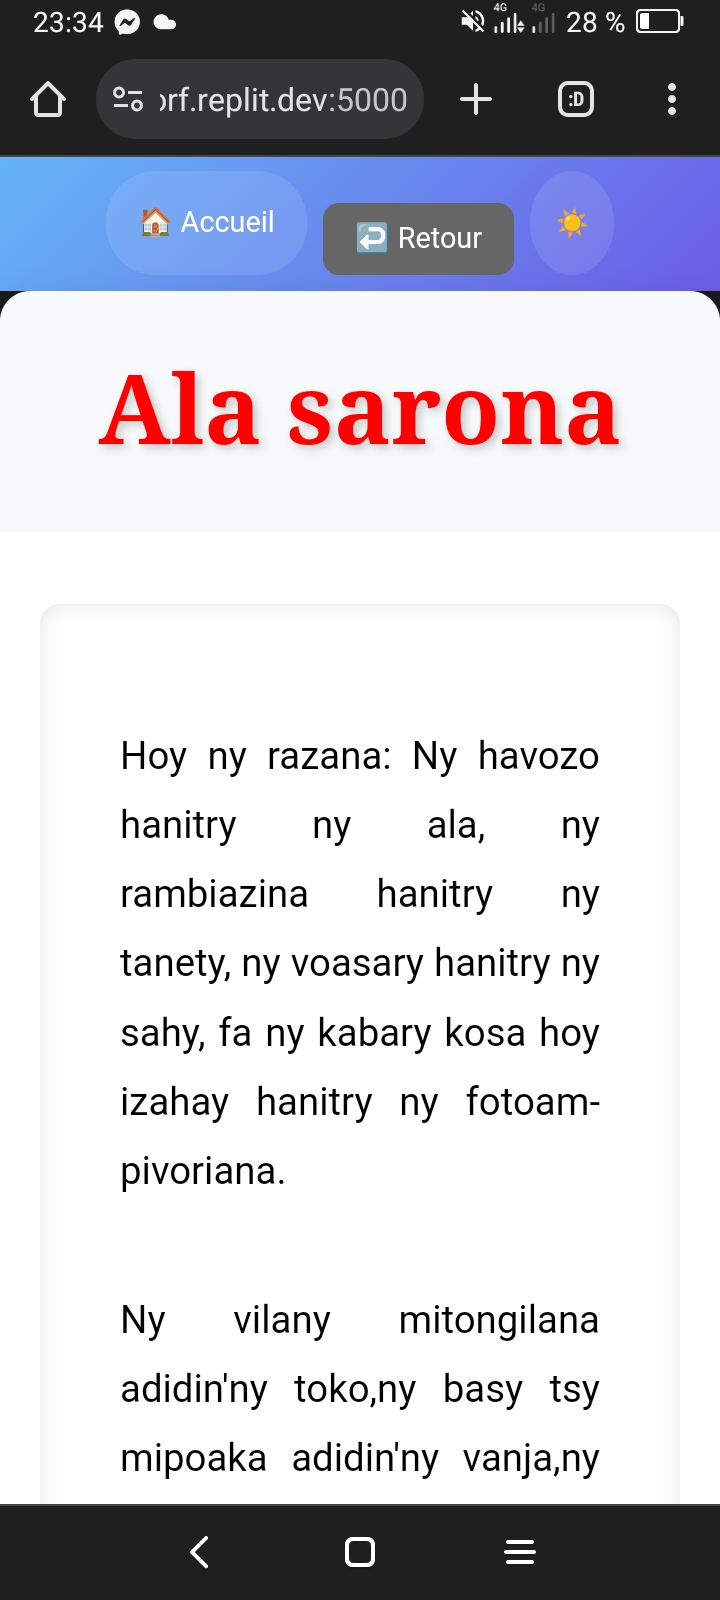 23:34 4G 4G 28 %
orf.replit.dev:5000 :D
🏠 Accueil ↩️ Retour ☀️
Ala sarona
Hoy ny razana: Ny havozo
hanitry ny ala, ny
rambiazina hanitry ny
tanety, ny voasary hanitry ny
sahy, fa ny kabary kosa hoy
izahay hanitry ny fotoam-
pivoriana.
Ny vilany mitongilana
adidin'ny toko,ny basy tsy
mipoaka adidin'ny vanja,ny